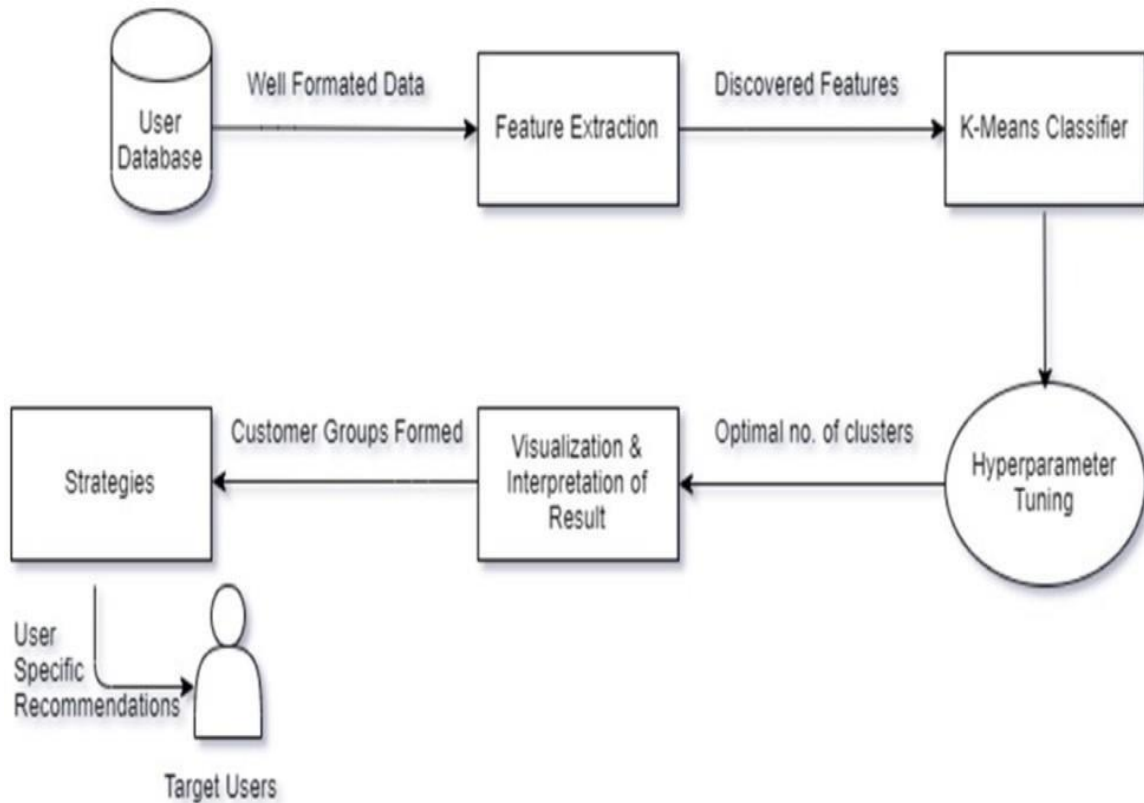 User
Database
Well Formated Data
Feature Extraction
Discovered Features
K-Means Classifier
Hyperparameter
Tuning
Optimal no. of clusters
Visualization &
Interpretation of
Result
Customer Groups Formed
Strategies
User
Specific
Recommendations
Target Users